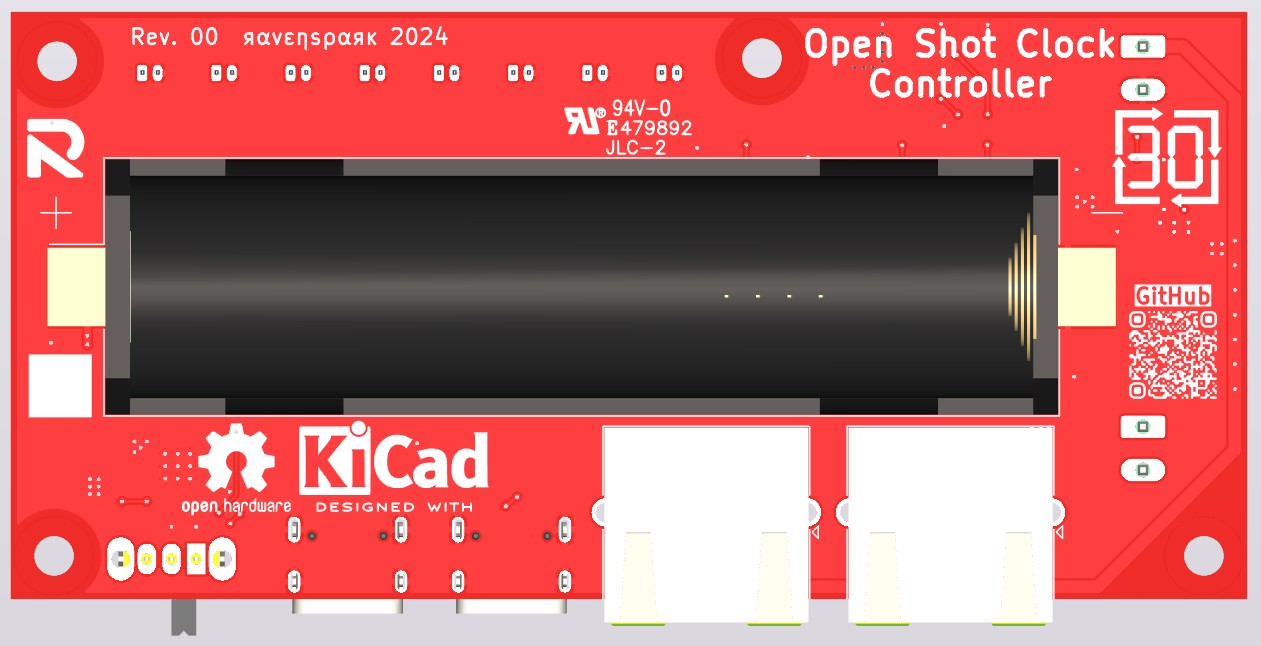 Rev. 00 ᴙavenspaᴙk 2024
Open Shot Clock
Controller
94V-0
E479892
JLC-2
30
+
GitHub
KiCad
open hardware
DESIGNED WITH